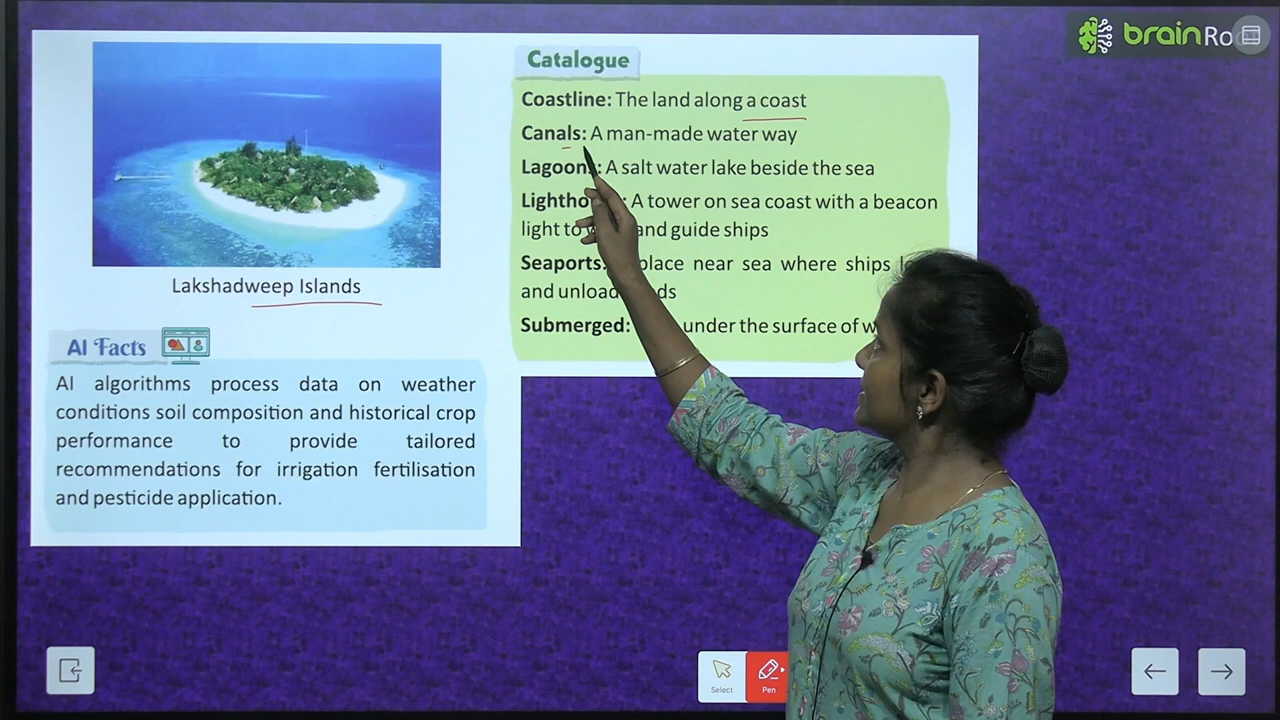 brainRo
Catalogue
Coastline: The land along a coast
Canals: A man-made water way
Lagoons: A salt water lake beside the sea
A tower on sea coast with a beacon
light to and guide ships
Seaports: place near sea where ships
and unload
Submerged: under the surface of
Lakshadweep Islands
AI Facts
AI algorithms process data on weather
conditions soil composition and historical crop
performance to provide tailored
recommendations for irrigation fertilisation
and pesticide application.
Select
Pen